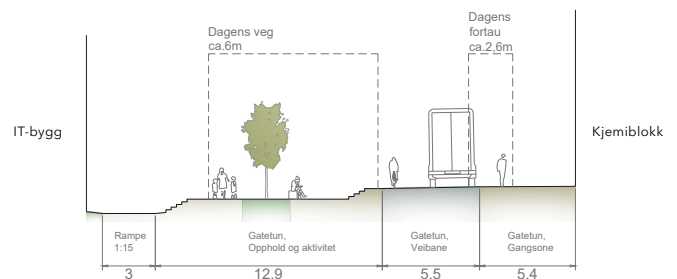 Dagens veg
ca.6m
Dagens
fortau
ca.2,6m
IT-bygg
Kjemiblokk
Rampe
1:15
Gatetun,
Opphold og aktivitet
Gatetun,
Veibane
Gatetun,
Gangsone
3
12.9
5.5
5.4